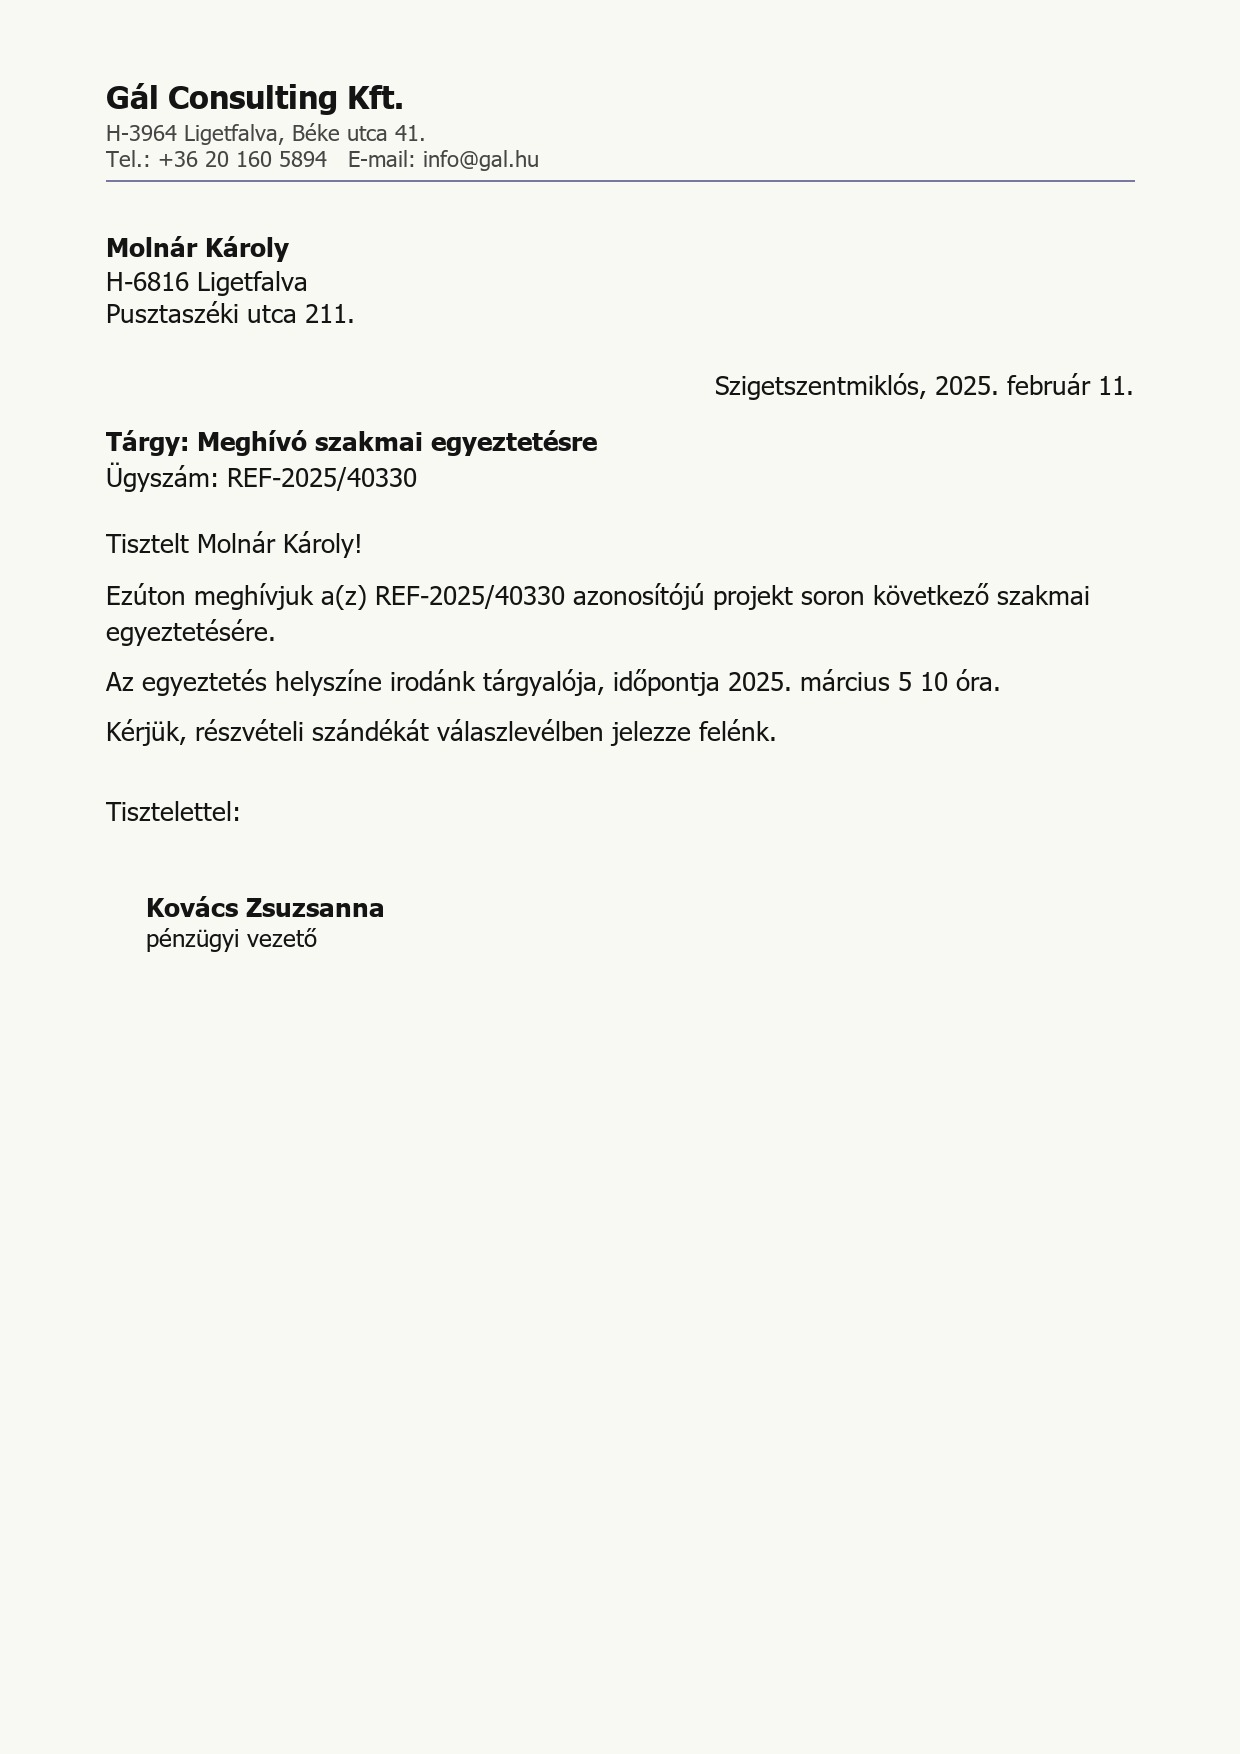 Gál Consulting Kft.
H-3964 Ligetfalva, Béke utca 41.
Tel.: +36 20 160 5894 E-mail: info@gal.hu
Molnár Károly
H-6816 Ligetfalva
Pusztaszéki utca 211.
Szigetszentmiklós, 2025. február 11.
Tárgy: Meghívó szakmai egyeztetésre
Ügyszám: REF-2025/40330
Tisztelt Molnár Károly!
Ezúton meghívjuk a(z) REF-2025/40330 azonosítójú projekt soron következő szakmai
egyeztetésére.
Az egyeztetés helyszíne irodánk tárgyalója, időpontja 2025. március 5 10 óra.
Kérjük, részvételi szándékát válaszlevélben jelezze felénk.
Tisztelettel:
Kovács Zsuzsanna
pénzügyi vezető